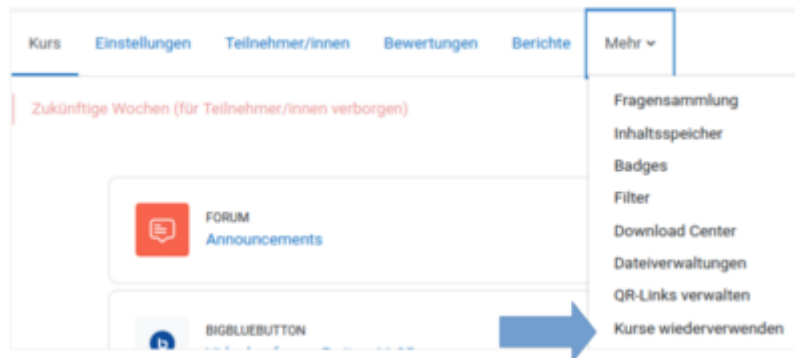 Kurs Einstellungen Teilnehmer/innen Bewertungen Berichte Mehr
Zukünftige Wochen (für Teilnehmer/innen verborgen)
FORUM
Announcements
BIGBLUEBUTTON
Fragensammlung
Inhaltsspeicher
Badges
Filter
Download Center
Dateiverwaltungen
QR-Links verwalten
Kurse wiederverwenden